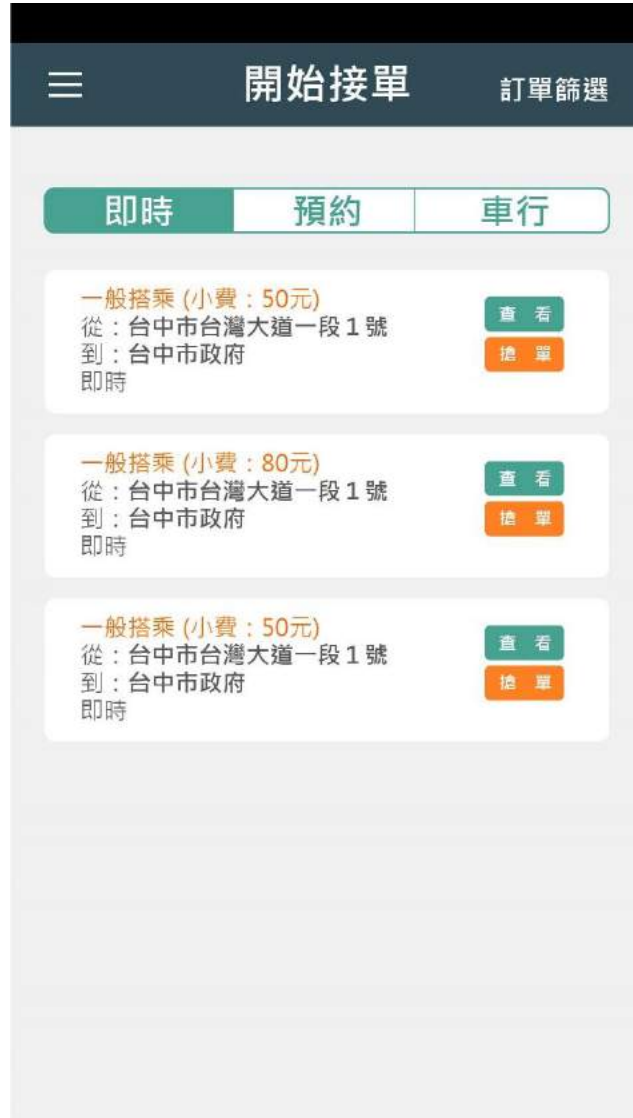 開始接單
訂單篩選
即時
預約
車行
一般搭乘 (小費：50元)
從：台中市台灣大道一段1號
到：台中市政府
即時
查 看
搶 單
一般搭乘 (小費：80元)
從：台中市台灣大道一段1號
到：台中市政府
即時
查 看
搶 單
一般搭乘 (小費：50元)
從：台中市台灣大道一段1號
到：台中市政府
即時
查 看
搶 單